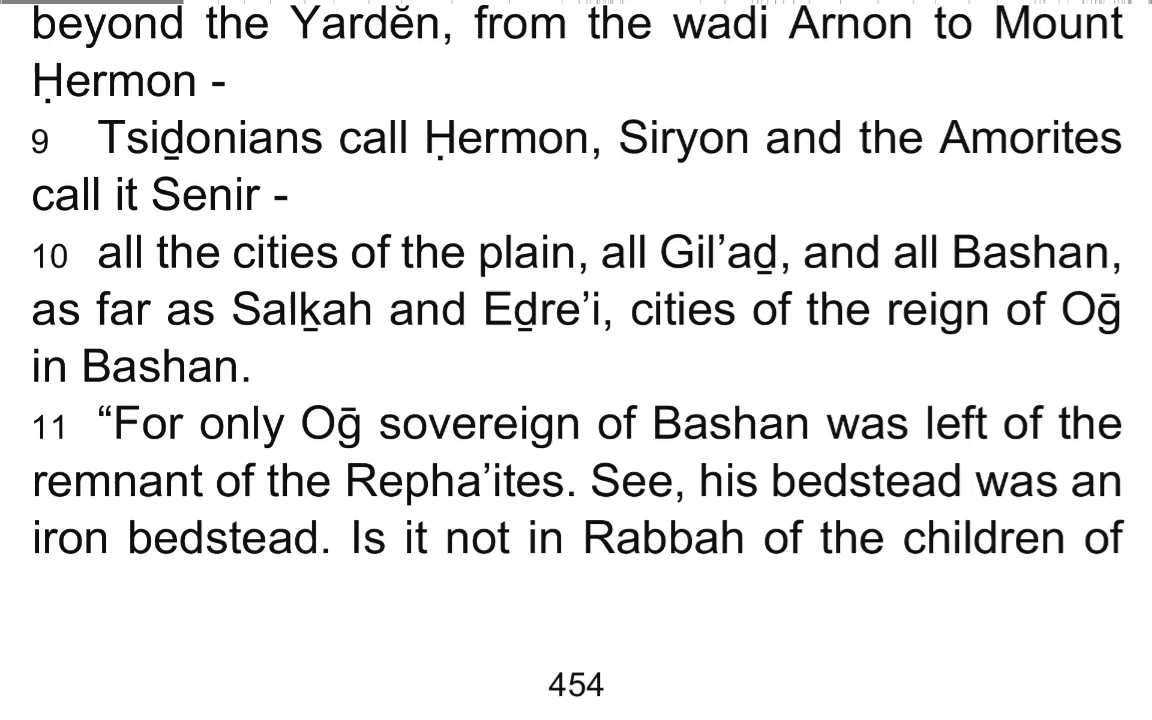 beyond the Yardĕn, from the wadi Arnon to Mount
Ḥermon -
9 Tsiḏonians call Ḥermon, Siryon and the Amorites
call it Senir -
10 all the cities of the plain, all Gil’aḏ, and all Bashan,
as far as Salḵah and Eḏre’i, cities of the reign of Oḡ
in Bashan.
11 “For only Oḡ sovereign of Bashan was left of the
remnant of the Repha’ites. See, his bedstead was an
iron bedstead. Is it not in Rabbah of the children of
454